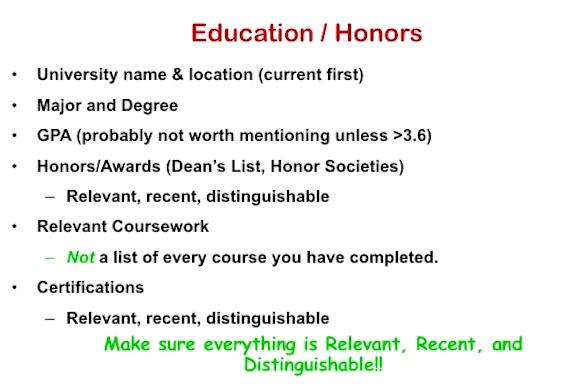 Education / Honors
• University name & location (current first)
• Major and Degree
• GPA (probably not worth mentioning unless >3.6)
• Honors/Awards (Dean's List, Honor Societies)
– Relevant, recent, distinguishable
• Relevant Coursework
– Not a list of every course you have completed.
• Certifications
– Relevant, recent, distinguishable
Make sure everything is Relevant, Recent, and
Distinguishable!!